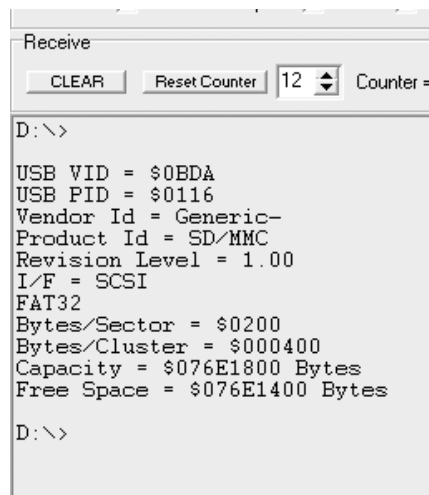 Receive
CLEAR Reset Counter 12 Counter =
D:\>
USB VID = $0BDA
USB PID = $0116
Vendor Id = Generic-
Product Id = SD/MMC
Revision Level = 1.00
I/F = SCSI
FAT32
Bytes/Sector = $0200
Bytes/Cluster = $000400
Capacity = $076E1800 Bytes
Free Space = $076E1400 Bytes
D:\>